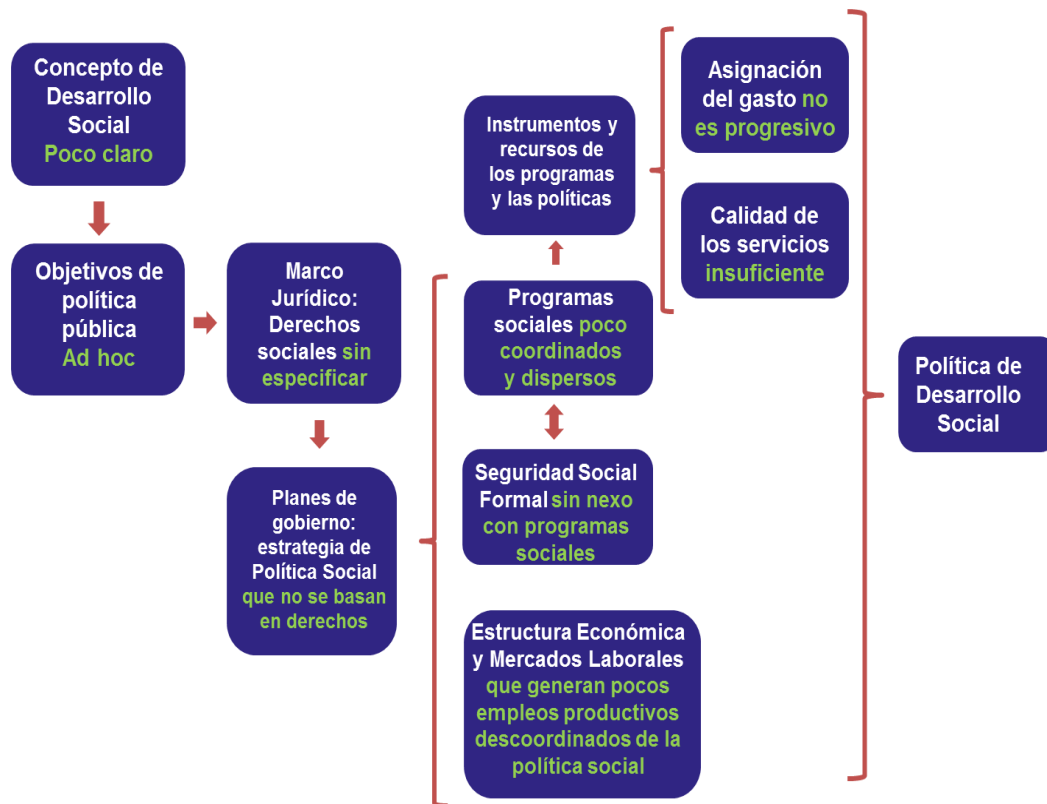 Concepto de
Desarrollo
Social
Poco claro
Objetivos de
política
pública
Ad hoc
Marco
Jurídico:
Derechos
sociales sin
especificar
Planes de
gobierno:
estrategia de
Política Social
que no se basan
en derechos
Instrumentos y
recursos de
los programas
y las políticas
Programas
sociales poco
coordinados
y dispersos
Seguridad Social
Formal sin nexo
con programas
sociales
Estructura Económica
y Mercados Laborales
que generan pocos
empleos productivos
descoordinados de la
política social
Asignación
del gasto no
es progresivo
Calidad de
los servicios
insuficiente
Política de
Desarrollo
Social